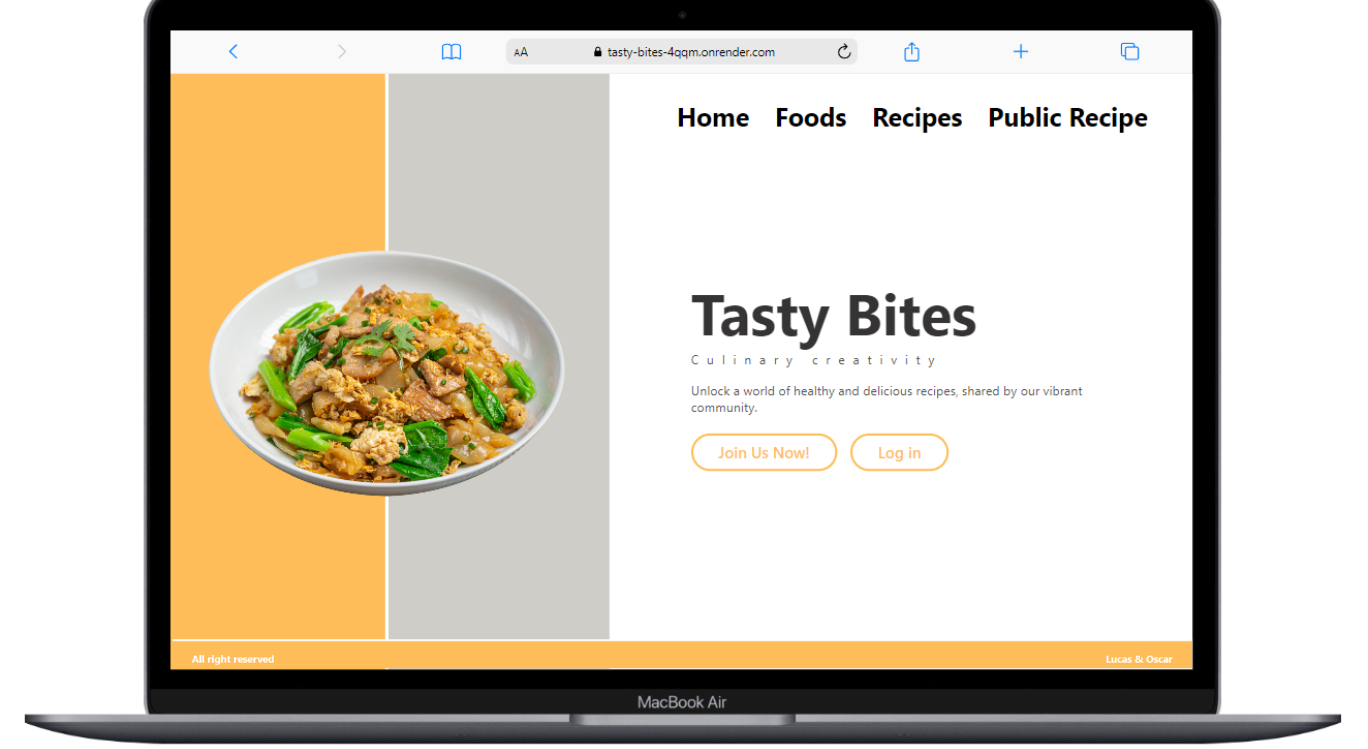 AA tasty-bites-4qqm.onrender.com
Home Foods Recipes Public Recipe
Tasty Bites
Culinary creativity
Unlock a world of healthy and delicious recipes, shared by our vibrant
community.
Join Us Now! Log in
All right reserved Lucas & Oscar
MacBook Air